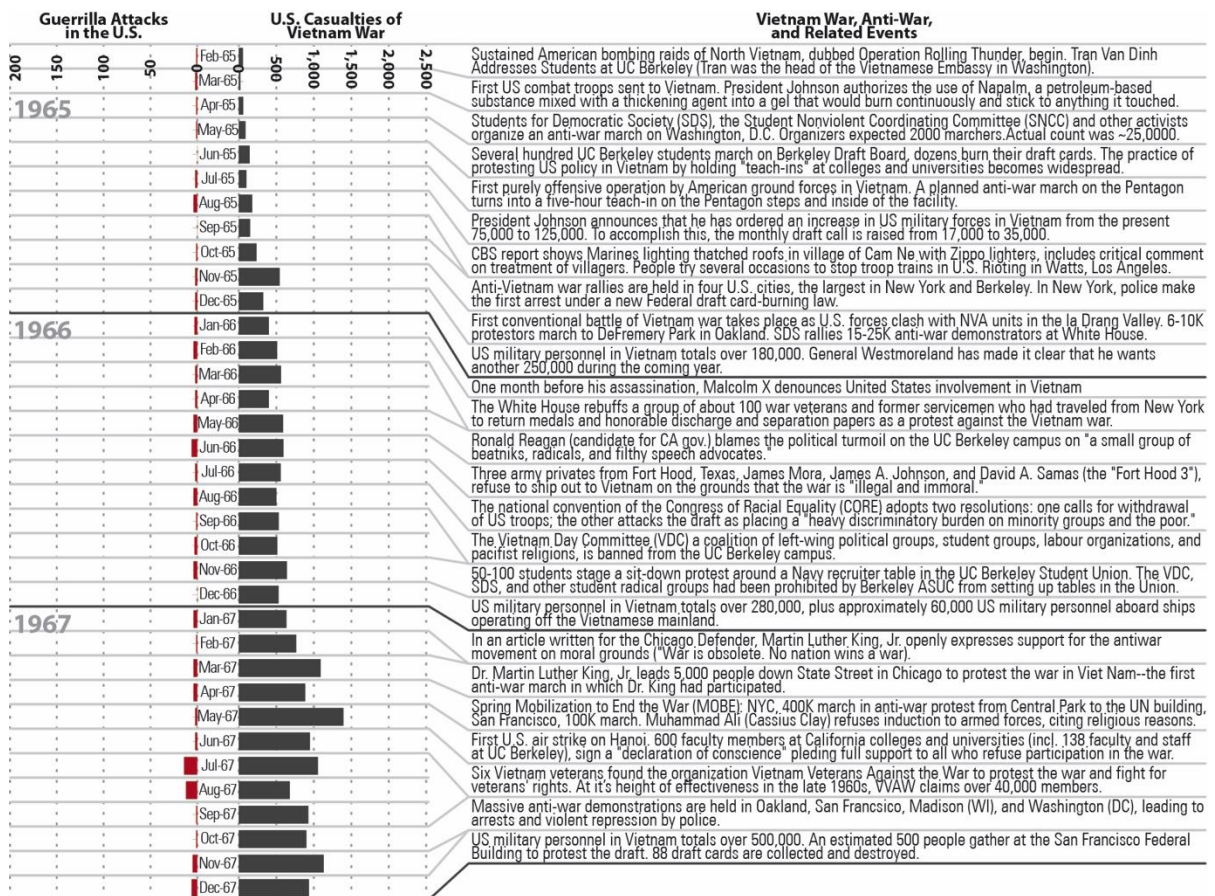 Guerrilla Attacks
in the U.S.
U.S. Casualties of
Vietnam War
Vietnam War, Anti-War,
and Related Events
200
150
100
50
0
0
500
1,000
1,500
2,000
2,500
Feb-65
Mar-65
1965
Apr-65
May-65
Jun-65
Jul-65
Aug-65
Sep-65
Oct-65
Nov-65
Dec-65
1966
Jan-66
Feb-66
Mar-66
Apr-66
May-66
Jun-66
Jul-66
Aug-66
Sep-66
Oct-66
Nov-66
Dec-66
1967
Jan-67
Feb-67
Mar-67
Apr-67
May-67
Jun-67
Jul-67
Aug-67
Sep-67
Oct-67
Nov-67
Dec-67
Sustained American bombing raids of North Vietnam, dubbed Operation Rolling Thunder, begin. Tran Van Dinh
Addresses Students at UC Berkeley (Tran was the head of the Vietnamese Embassy in Washington).
First US combat troops sent to Vietnam. President Johnson authorizes the use of Napalm, a petroleum-based
substance mixed with a thickening agent into a gel that would burn continuously and stick to anything it touched.
Students for Democratic Society (SDS), the Student Nonviolent Coordinating Committee (SNCC) and other activists
organize an anti-war march on Washington, D.C. Organizers expected 2000 marchers.Actual count was ~25,0000.
Several hundred UC Berkeley students march on Berkeley Draft Board, dozens burn their draft cards. The practice of
protesting US policy in Vietnam by holding "teach-ins" at colleges and universities becomes widespread.
First purely offensive operation by American ground forces in Vietnam. A planned anti-war march on the Pentagon
turns into a five-hour teach-in on the Pentagon steps and inside of the facility.
President Johnson announces that he has ordered an increase in US military forces in Vietnam from the present
75,000 to 125,000. To accomplish this, the monthly draft call is raised from 17,000 to 35,000.
CBS report shows Marines lighting thatched roofs in village of Cam Ne with Zippo lighters, includes critical comment
on treatment of villagers. People try several occasions to stop troop trains in U.S. Rioting in Watts, Los Angeles.
Anti-Vietnam war rallies are held in four U.S. cities, the largest in New York and Berkeley. In New York, police make
the first arrest under a new Federal draft card-burning law.
First conventional battle of Vietnam war takes place as U.S. forces clash with NVA units in the Ia Drang Valley. 6-10K
protestors march to DeFremery Park in Oakland. SDS rallies 15-25K anti-war demonstrators at White House.
US military personnel in Vietnam totals over 180,000. General Westmoreland has made it clear that he wants
another 250,000 during the coming year.
One month before his assassination, Malcolm X denounces United States involvement in Vietnam
The White House rebuffs a group of about 100 war veterans and former servicemen who had traveled from New York
to return medals and honorable discharge and separation papers as a protest against the Vietnam war.
Ronald Reagan (candidate for CA gov.) blames the political turmoil on the UC Berkeley campus on "a small group of
beatniks, radicals, and filthy speech advocates."
Three army privates from Fort Hood, Texas, James Mora, James A. Johnson, and David A. Samas (the "Fort Hood 3"),
refuse to ship out to Vietnam on the grounds that the war is "illegal and immoral."
The national convention of the Congress of Racial Equality (CORE) adopts two resolutions: one calls for withdrawal
of US troops; the other attacks the draft as placing a "heavy discriminatory burden on minority groups and the poor."
The Vietnam Day Committee (VDC) a coalition of left-wing political groups, student groups, labour organizations, and
pacifist religions, is banned from the UC Berkeley campus.
50-100 students stage a sit-down protest around a Navy recruiter table in the UC Berkeley Student Union. The VDC,
SDS, and other student radical groups had been prohibited by Berkeley ASUC from setting up tables in the Union.
US military personnel in Vietnam totals over 280,000, plus approximately 60,000 US military personnel aboard ships
operating off the Vietnamese mainland.
In an article written for the Chicago Defender, Martin Luther King, Jr. openly expresses support for the antiwar
movement on moral grounds ("War is obsolete. No nation wins a war).
Dr. Martin Luther King, Jr. leads 5,000 people down State Street in Chicago to protest the war in Viet Nam--the first
anti-war march in which Dr. King had participated.
Spring Mobilization to End the War (MOBE): NYC, 400K march in anti-war protest from Central Park to the UN building,
San Francisco, 100K march. Muhammad Ali (Cassius Clay) refuses induction to armed forces, citing religious reasons.
First U.S. air strike on Hanoi. 600 faculty members at California colleges and universities (incl. 138 faculty and staff
at UC Berkeley), sign a "declaration of conscience" pleding full support to all who refuse participation in the war.
Six Vietnam veterans found the organization Vietnam Veterans Against the War to protest the war and fight for
veterans' rights. At it's height of effectiveness in the late 1960s, VVAW claims over 40,000 members.
Massive anti-war demonstrations are held in Oakland, San Francsico, Madison (WI), and Washington (DC), leading to
arrests and violent repression by police.
US military personnel in Vietnam totals over 500,000. An estimated 500 people gather at the San Francisco Federal
Building to protest the draft. 88 draft cards are collected and destroyed.